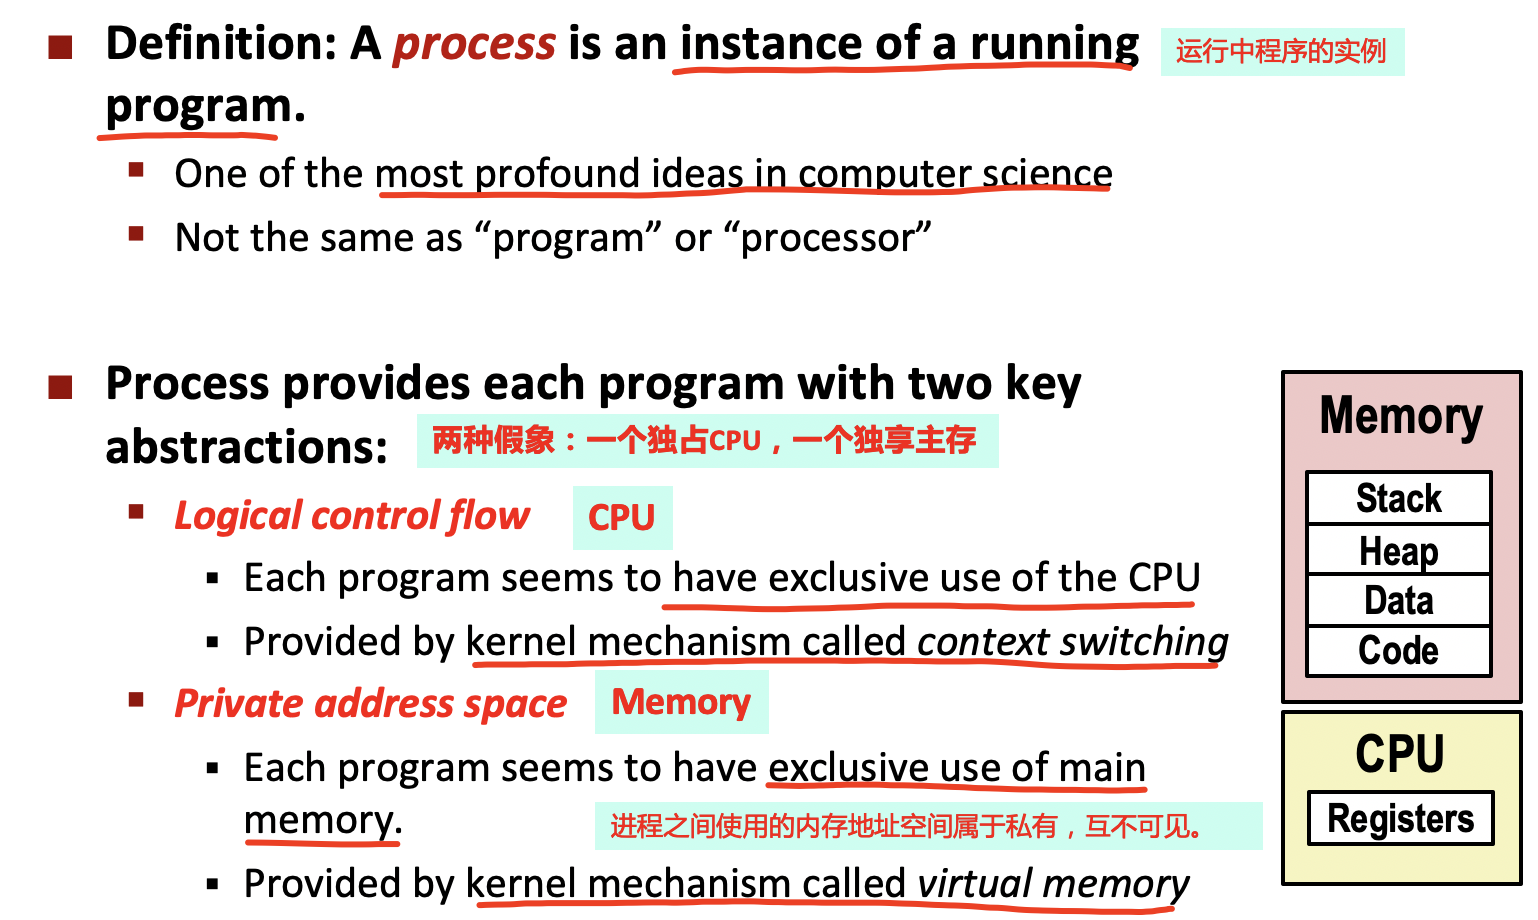 Definition: A process is an instance of a running
运行中程序的实例
program.
One of the most profound ideas in computer science
Not the same as “program” or “processor”
Process provides each program with two key
abstractions:
两种假象：一个独占CPU，一个独享主存
Logical control flow
CPU
Each program seems to have exclusive use of the CPU
Provided by kernel mechanism called context switching
Private address space
Memory
Each program seems to have exclusive use of main
memory.
进程之间使用的内存地址空间属于私有，互不可见。
Provided by kernel mechanism called virtual memory
Memory
Stack
Heap
Data
Code
CPU
Registers